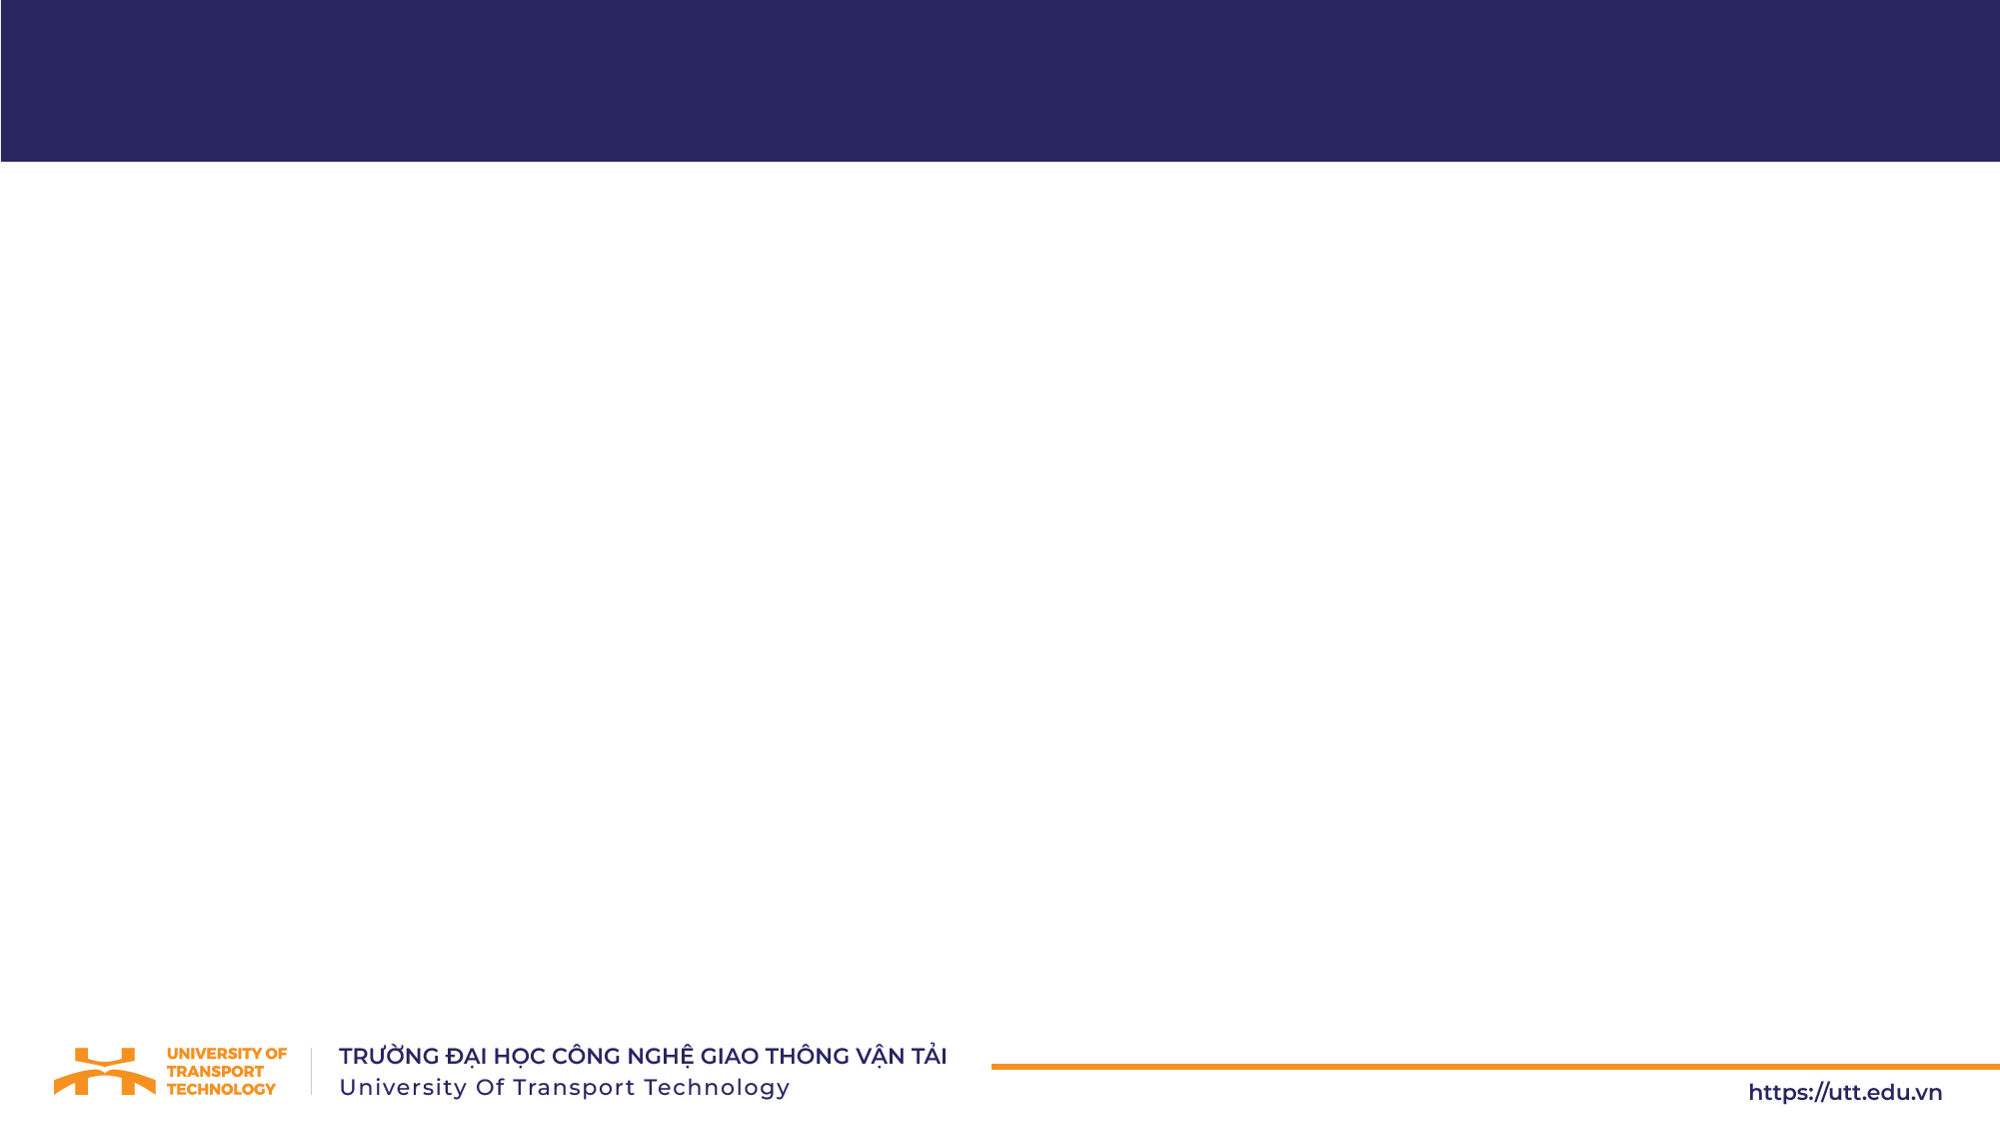 UNIVERSITY OF
TRANSPORT
TECHNOLOGY
TRƯỜNG ĐẠI HỌC CÔNG NGHỆ GIAO THÔNG VẬN TẢI
University Of Transport Technology
https://utt.edu.vn